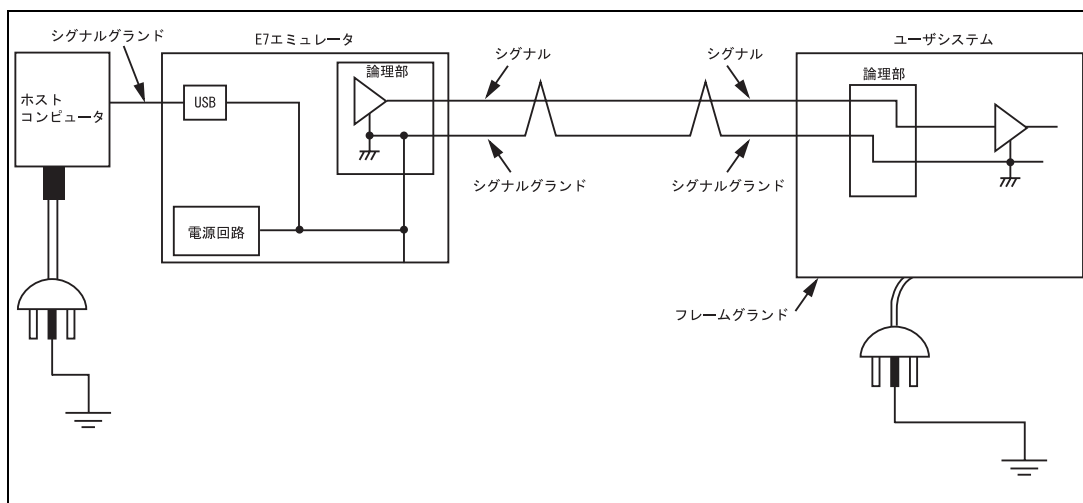 シグナルグランド
E7エミュレータ
ユーザシステム
ホスト
コンピュータ
USB
論理部
シグナル
シグナル
論理部
シグナルグランド
シグナルグランド
電源回路
フレームグランド